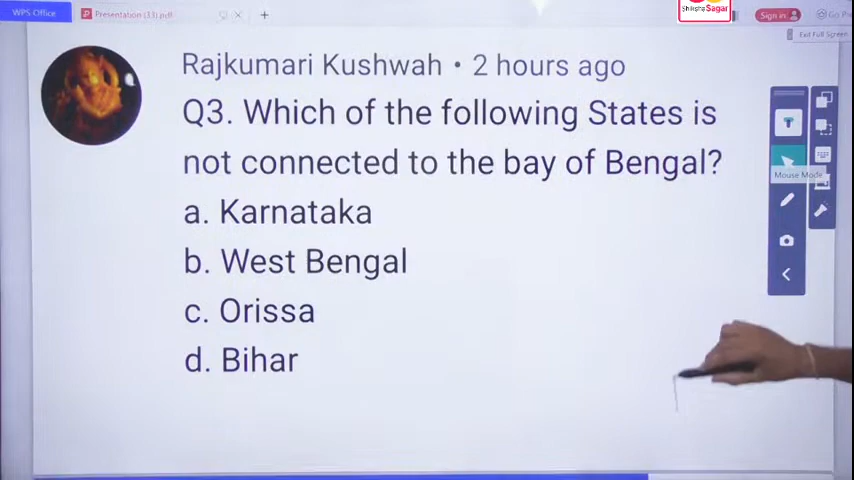 WPS Office
Presentation (33).pdf
Shiksha Sagar
Sign in
Go Pre
Exit Full Screen
Rajkumari Kushwah • 2 hours ago
Q3. Which of the following States is
not connected to the bay of Bengal?
Mouse Mode
a. Karnataka
b. West Bengal
c. Orissa
d. Bihar